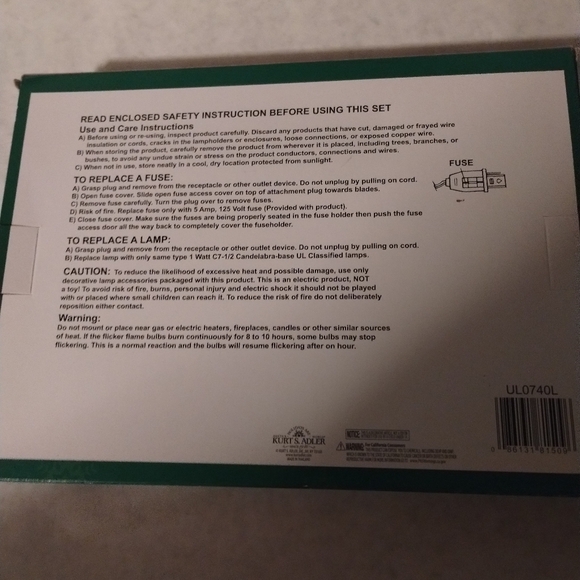 READ ENCLOSED SAFETY INSTRUCTION BEFORE USING THIS SET
Use and Care Instructions
A) Before using or re-using, inspect product carefully. Discard any products that have cut, damaged or frayed wire
insulation or cords, cracks in the lampholders or enclosures, loose connections, or exposed copper wire.
B) When storing the product, carefully remove the product from wherever it is placed, including trees, branches, or
bushes, to avoid any undue strain or stress on the product conductors, connections and wires.
C) When not in use, store neatly in a cool, dry location protected from sunlight.
TO REPLACE A FUSE:
A) Grasp plug and remove from the receptacle or other outlet device. Do not unplug by pulling on cord.
B) Open fuse cover. Slide open fuse access cover on top of attachment plug towards blades.
C) Remove fuse carefully. Turn the plug over to remove fuses.
D) Risk of fire. Replace fuse only with 5 Amp, 125 Volt fuse (Provided with product).
E) Close fuse cover. Make sure the fuses are being properly seated in the fuse holder then push the fuse
access door all the way back to completely cover the fuseholder.
FUSE
TO REPLACE A LAMP:
A) Grasp plug and remove from the receptacle or other outlet device. Do not unplug by pulling on cord.
B) Replace lamp with only same type 1 Watt C7-1/2 Candelabra-base UL Classified lamps.
CAUTION: To reduce the likelihood of excessive heat and possible damage, use only
decorative lamp accessories packaged with this product. This is an electric product, NOT
a toy! To avoid risk of fire, burns, personal injury and electric shock it should not be played
with or placed where small children can reach it. To reduce the risk of fire do not deliberately
reposition either contact.
Warning:
Do not mount or place near gas or electric heaters, fireplaces, candles or other similar sources
of heat. If the flicker flame bulbs burn continuously for 8 to 10 hours, some bulbs may stop
flickering. This is a normal reaction and the bulbs will resume flickering after on hour.
UL0740L
KURT S. ADLER
NOTICE:
WARNING: